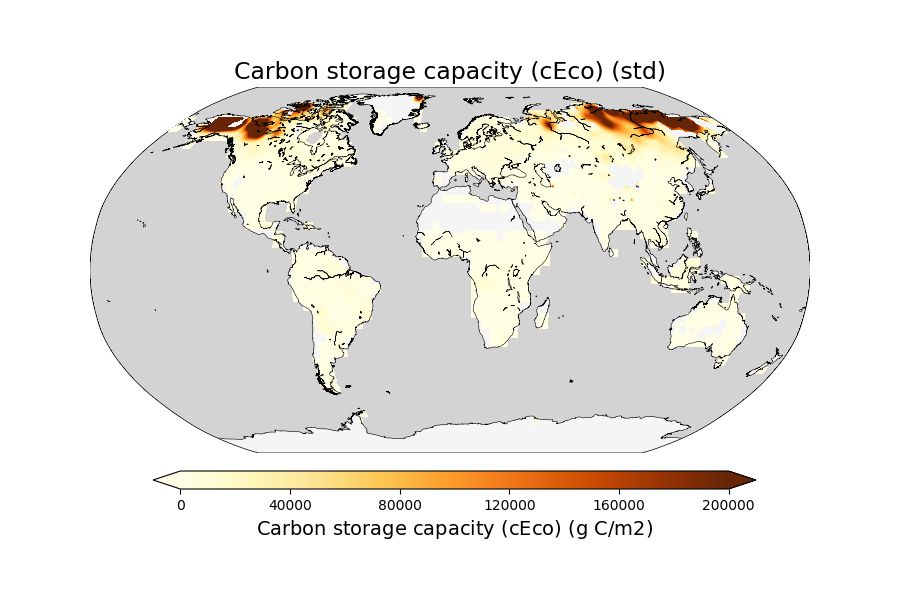 Carbon storage capacity (cEco) (std)
0 40000 80000 120000 160000 200000
Carbon storage capacity (cEco) (g C/m2)